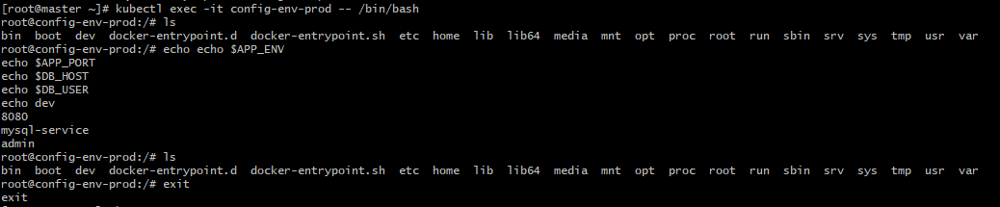 [root@master ~]# kubectl exec -it config-env-prod -- /bin/bash
root@config-env-prod:/# ls
bin  boot  dev  docker-entrypoint.d  docker-entrypoint.sh  etc  home  lib  lib64  media  mnt  opt  proc  root  run  sbin  srv  sys  tmp  usr  var
root@config-env-prod:/# echo echo $APP_ENV
echo $APP_PORT
echo $DB_HOST
echo $DB_USER
echo dev
8080
mysql-service
admin
root@config-env-prod:/# ls
bin  boot  dev  docker-entrypoint.d  docker-entrypoint.sh  etc  home  lib  lib64  media  mnt  opt  proc  root  run  sbin  srv  sys  tmp  usr  var
root@config-env-prod:/# exit
exit